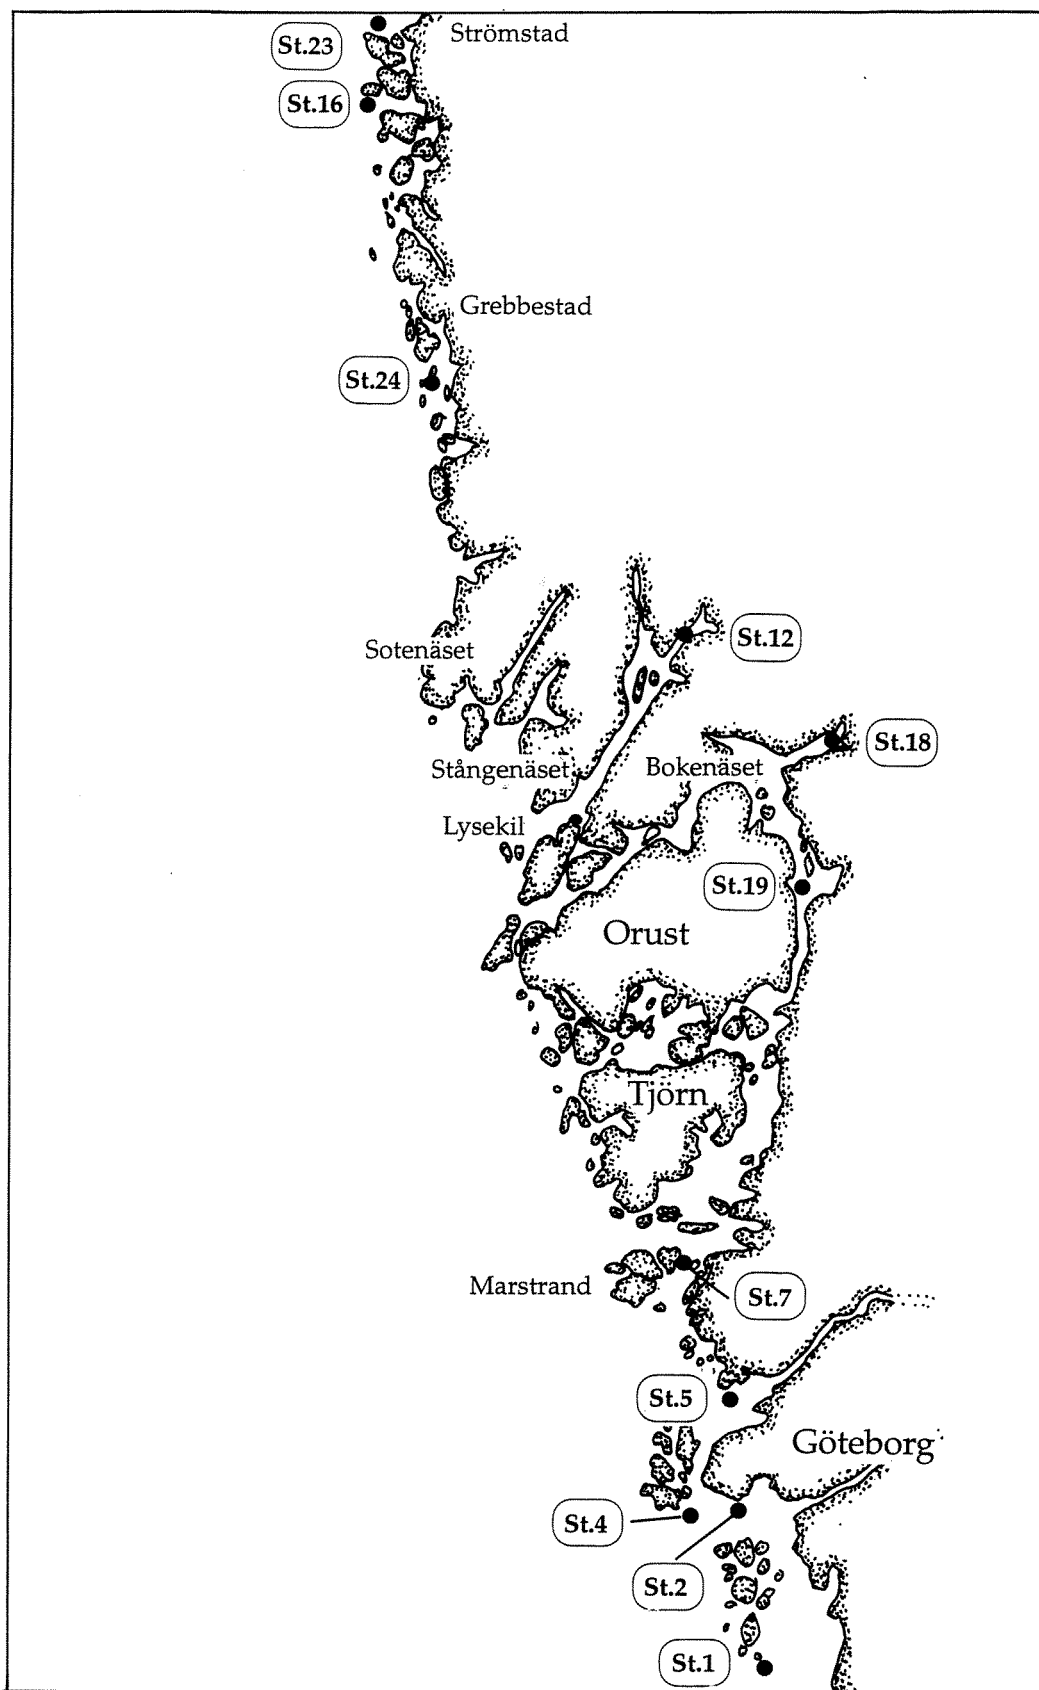 Strömstad
St.23
St.16
Grebbestad
St.24
St.12
Sotenäset
St.18
Stångenäset
Bokenäset
Lysekil
St.19
Orust
Tjörn
Marstrand
St.7
St.5
Göteborg
St.4
St.2
St.1